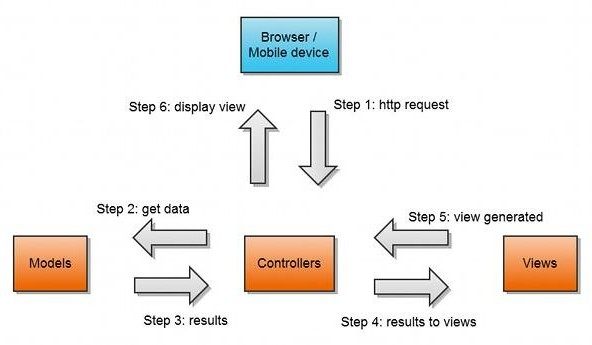 Browser /
Mobile device
Step 6: display view
Step 1: http request
Step 2: get data
Step 5: view generated
Models
Controllers
Views
Step 3: results
Step 4: results to views